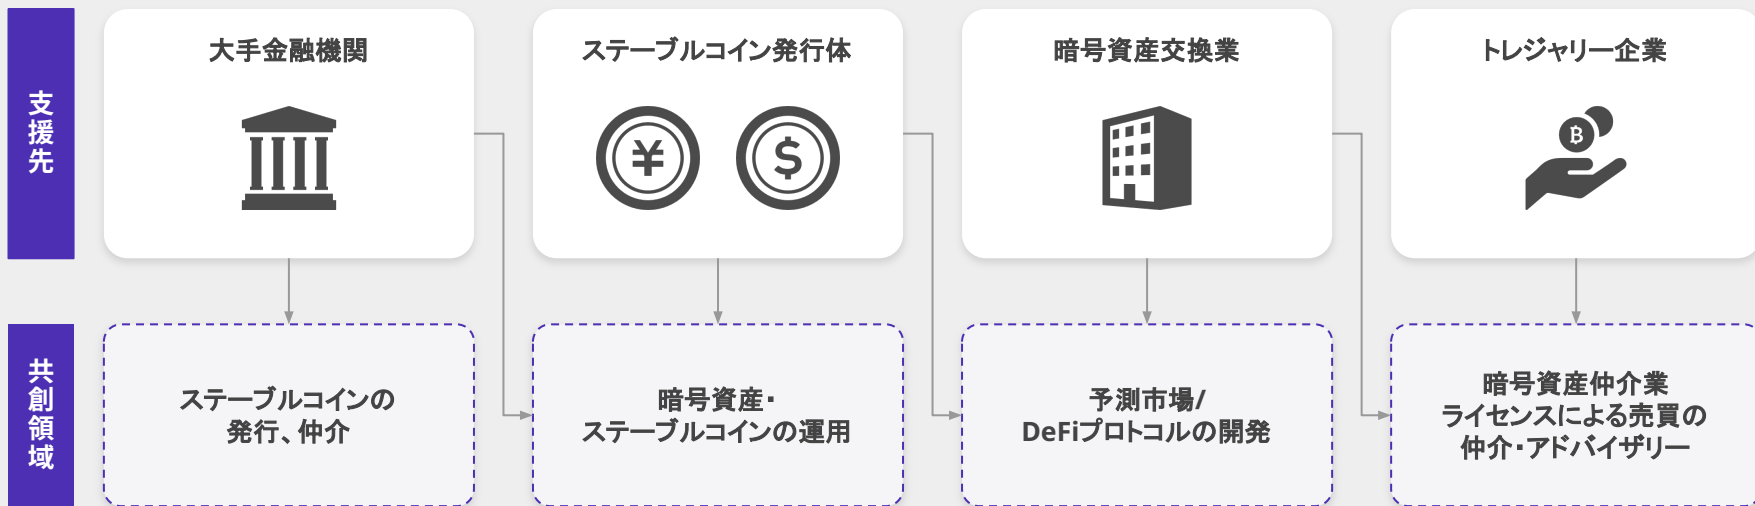 支援先
大手金融機関
ステーブルコイン発行体
暗号資産交換業
トレジャリー企業
¥
$
₿
共創領域
ステーブルコインの
発行、仲介
暗号資産・
ステーブルコインの運用
予測市場/
DeFiプロトコルの開発
暗号資産仲介業
ライセンスによる売買の
仲介・アドバイザリー